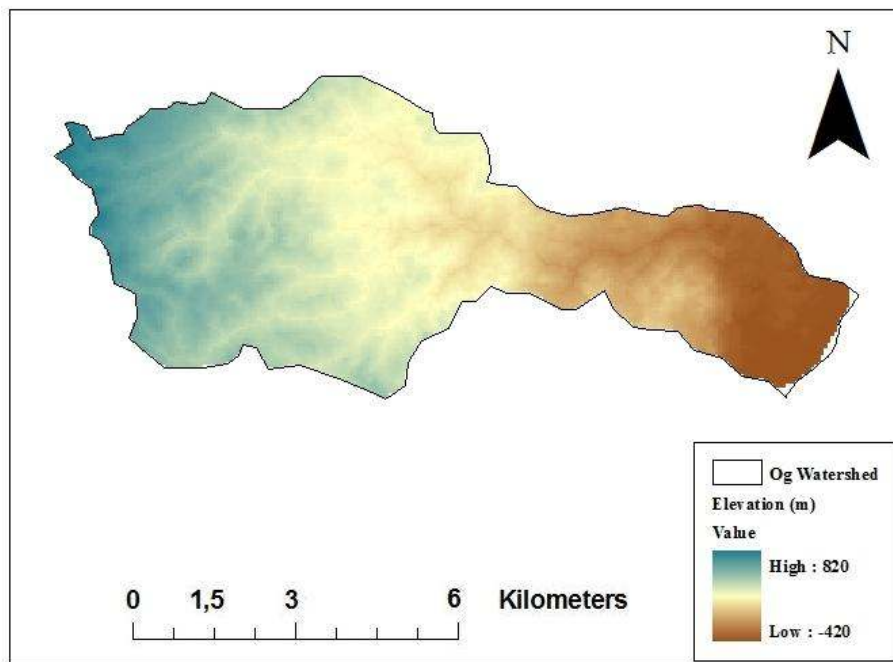 N
Og Watershed
Elevation (m)
Value
High : 820
Low : -420
0 1,5 3 6 Kilometers